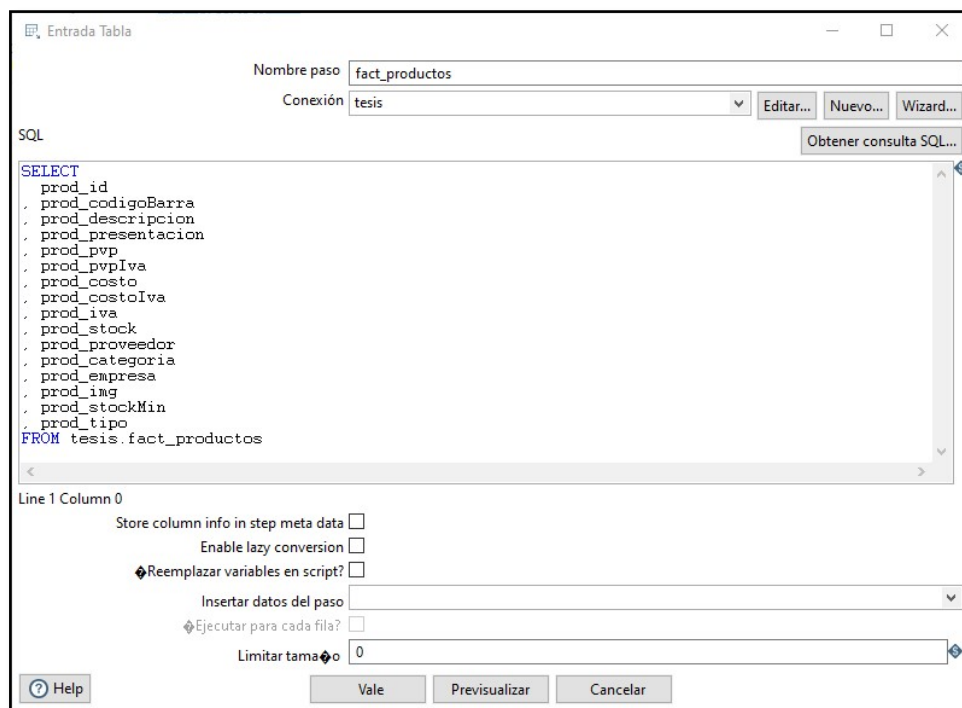 Entrada Tabla
Nombre paso fact_productos
Conexión tesis Editar... Nuevo... Wizard...
SQL Obtener consulta SQL...
SELECT
  prod_id
, prod_codigoBarra
, prod_descripcion
, prod_presentacion
, prod_pvp
, prod_pvpIva
, prod_costo
, prod_costoIva
, prod_iva
, prod_stock
, prod_proveedor
, prod_categoria
, prod_empresa
, prod_img
, prod_stockMin
, prod_tipo
FROM tesis.fact_productos
Line 1 Column 0
Store column info in step meta data
Enable lazy conversion
�Reemplazar variables en script?
Insertar datos del paso
�Ejecutar para cada fila?
Limitar tama�o 0
Help Vale Previsualizar Cancelar